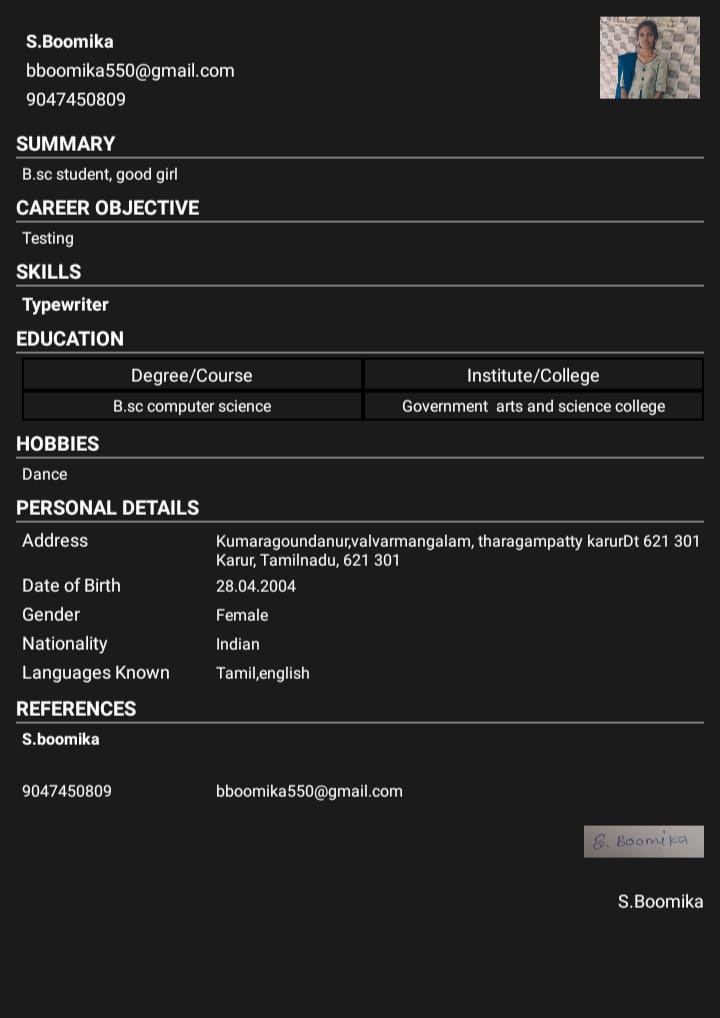 S.Boomika
bboomika550@gmail.com
9047450809
SUMMARY
B.sc student, good girl
CAREER OBJECTIVE
Testing
SKILLS
Typewriter
EDUCATION
Degree/Course Institute/College
B.sc computer science Government  arts and science college
HOBBIES
Dance
PERSONAL DETAILS
Address Kumaragoundanur,valvarmangalam, tharagampatty karurDt 621 301
Karur, Tamilnadu, 621 301
Date of Birth 28.04.2004
Gender Female
Nationality Indian
Languages Known Tamil,english
REFERENCES
S.boomika
9047450809 bboomika550@gmail.com
S. Boomika
S.Boomika